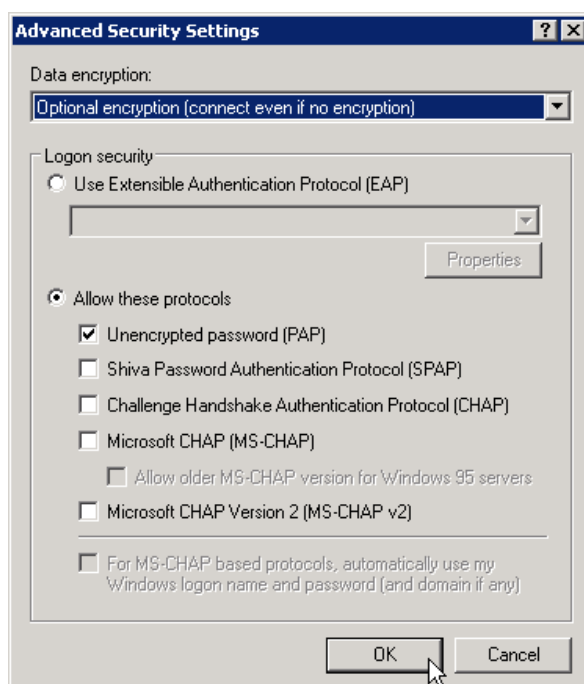 Advanced Security Settings
Data encryption:
Optional encryption (connect even if no encryption)
Logon security
Use Extensible Authentication Protocol (EAP)
Properties
Allow these protocols
Unencrypted password (PAP)
Shiva Password Authentication Protocol (SPAP)
Challenge Handshake Authentication Protocol (CHAP)
Microsoft CHAP (MS-CHAP)
Allow older MS-CHAP version for Windows 95 servers
Microsoft CHAP Version 2 (MS-CHAP v2)
For MS-CHAP based protocols, automatically use my
Windows logon name and password (and domain if any)
OK Cancel